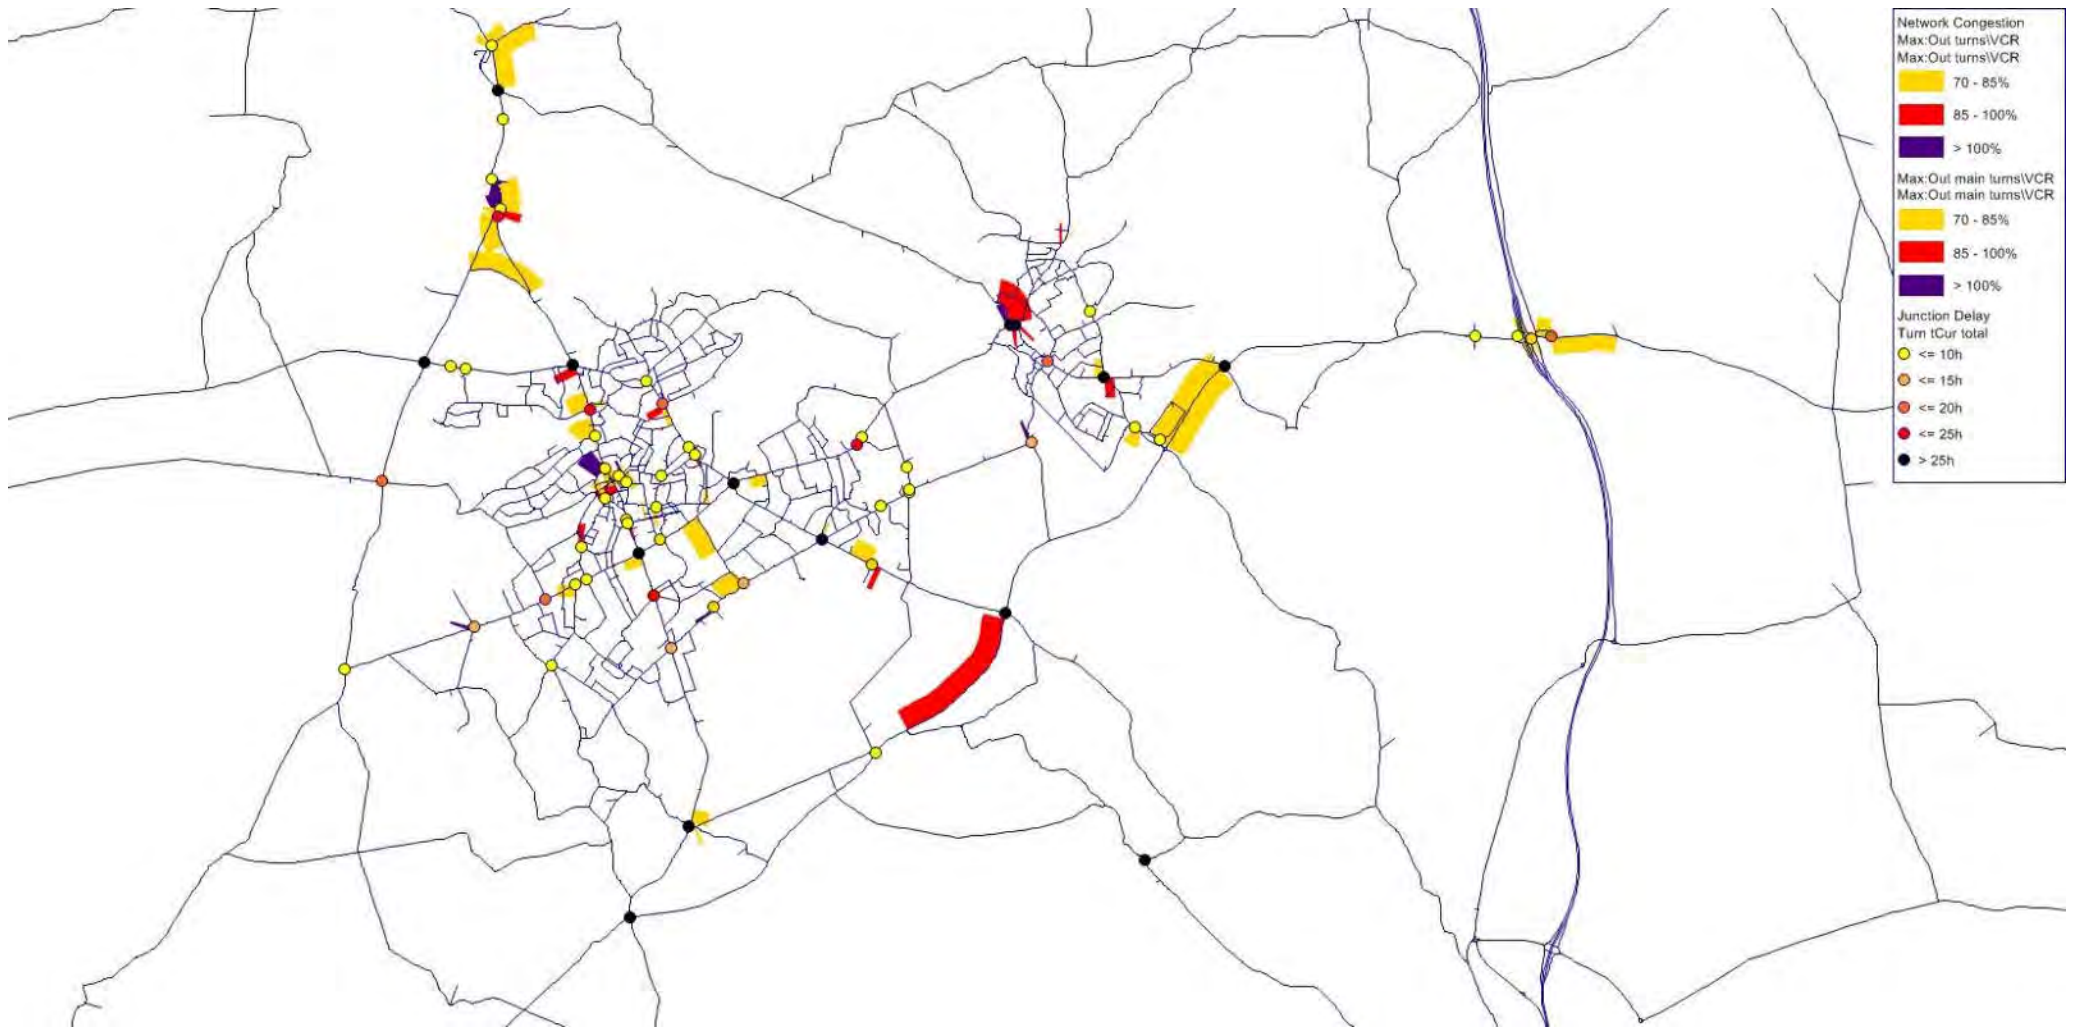 Network Congestion
Max:Out turns\VCR
Max:Out turns\VCR
70 - 85%
85 - 100%
> 100%
Max:Out main turns\VCR
Max:Out main turns\VCR
70 - 85%
85 - 100%
> 100%
Junction Delay
Turn tCur total
<= 10h
<= 15h
<= 20h
<= 25h
> 25h